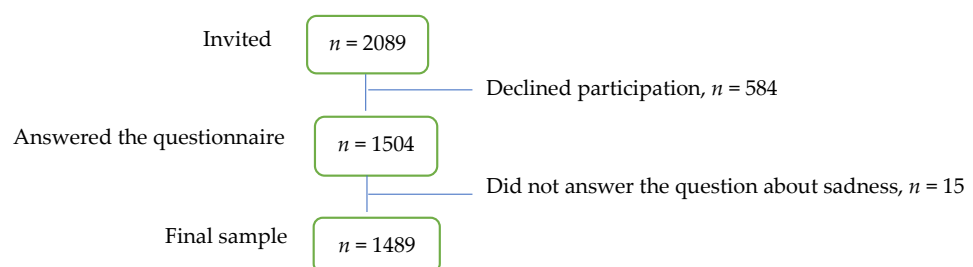 Invited
n = 2089
Declined participation, n = 584
Answered the questionnaire
n = 1504
Did not answer the question about sadness, n = 15
Final sample
n = 1489